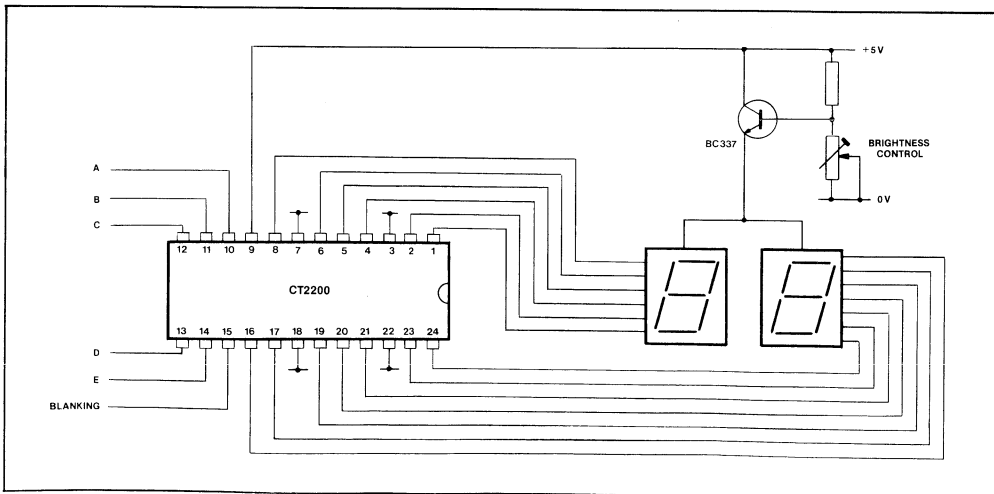 +5V
BC337
BRIGHTNESS
CONTROL
0V
A
B
C
12 11 10 9 8 7 6 5 4 3 2 1
CT2200
13 14 15 16 17 18 19 20 21 22 23 24
D
E
BLANKING